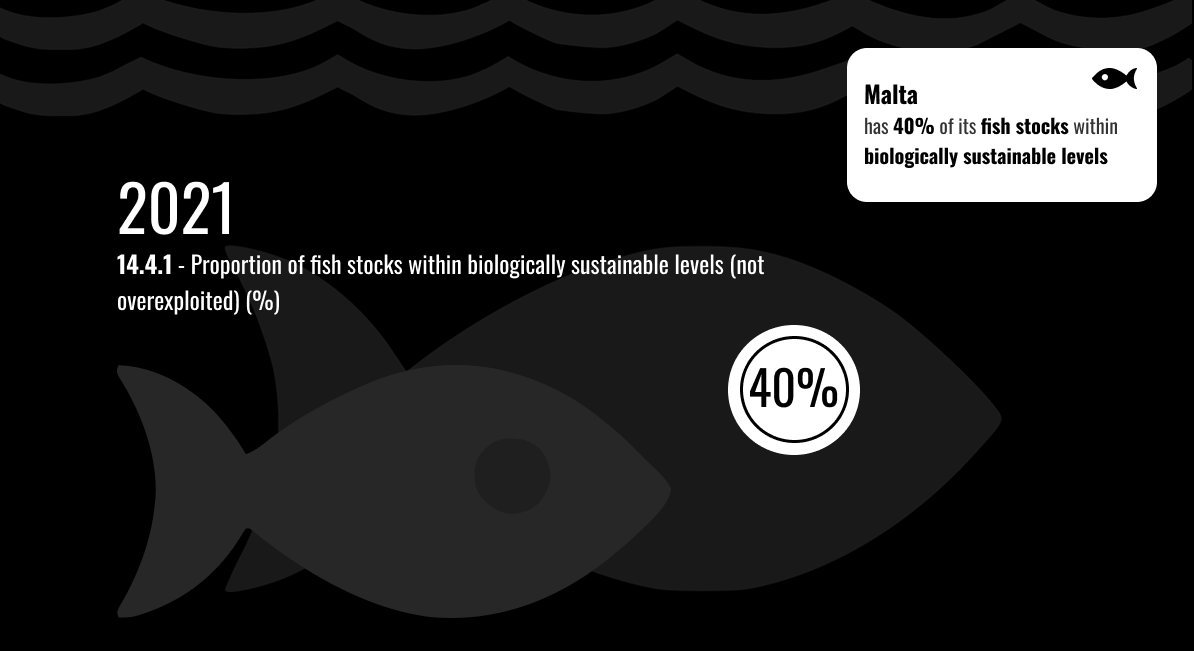 Malta
has 40% of its fish stocks within
biologically sustainable levels
2021
14.4.1 - Proportion of fish stocks within biologically sustainable levels (not
overexploited) (%)
40%